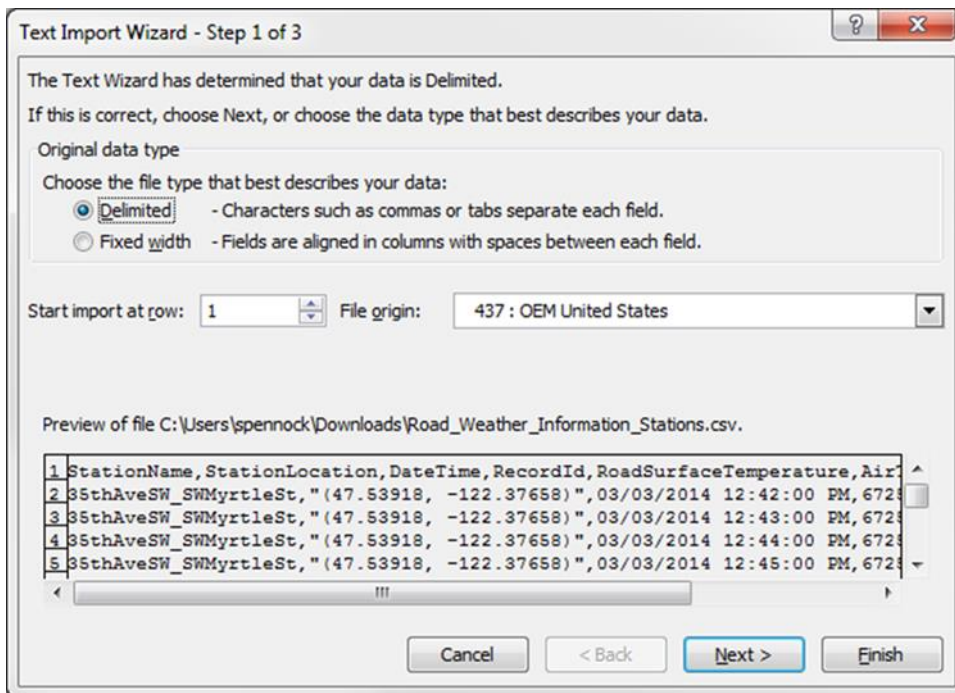 Text Import Wizard - Step 1 of 3
The Text Wizard has determined that your data is Delimited.
If this is correct, choose Next, or choose the data type that best describes your data.
Original data type
Choose the file type that best describes your data:
Delimited - Characters such as commas or tabs separate each field.
Fixed width - Fields are aligned in columns with spaces between each field.
Start import at row: 1 File origin: 437 : OEM United States
Preview of file C:\Users\spennock\Downloads\Road_Weather_Information_Stations.csv.
1 StationName,StationLocation,DateTime,RecordId,RoadSurfaceTemperature,AirT
2 35thAveSW_SWMyrtleSt,"(47.53918, -122.37658)",03/03/2014 12:42:00 PM,6725
3 35thAveSW_SWMyrtleSt,"(47.53918, -122.37658)",03/03/2014 12:43:00 PM,6725
4 35thAveSW_SWMyrtleSt,"(47.53918, -122.37658)",03/03/2014 12:44:00 PM,6725
5 35thAveSW_SWMyrtleSt,"(47.53918, -122.37658)",03/03/2014 12:45:00 PM,6725
Cancel < Back Next > Finish